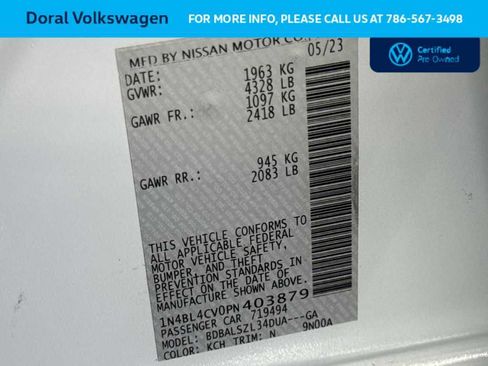 Doral Volkswagen
INQUIRIES, PLEASE CALL US AT 786-567-3498
Certified
Pre-Owned
MFD BY NISSAN MOTOR CO.
DATE: 05/23
GVWR: 1963 KG
4328 LB
GAWR FR.: 1097 KG
2418 LB
GAWR RR.: 945 KG
2083 LB
THIS VEHICLE CONFORMS TO
ALL APPLICABLE FEDERAL
MOTOR VEHICLE SAFETY,
BUMPER, AND THEFT
PREVENTION STANDARDS IN
EFFECT ON THE DATE OF
MANUFACTURE SHOWN ABOVE.
1N4BL4CV0PN403879
PASSENGER CAR 719494
MODEL: BDBALSZL34DUA---GA
COLOR: KCH TRIM: N 9N00A